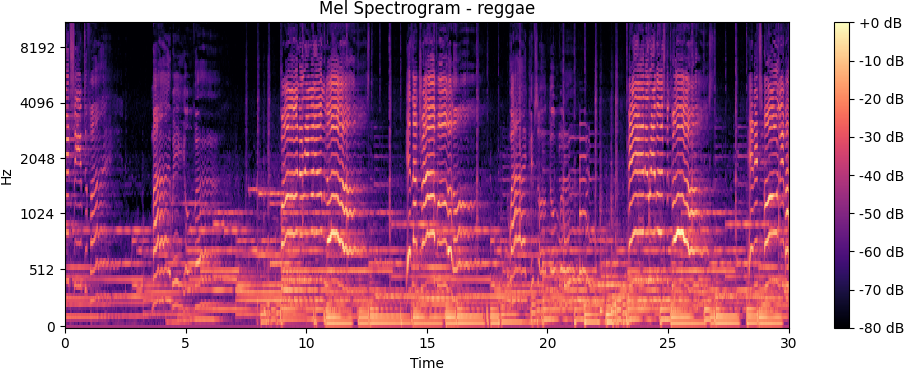 Mel Spectrogram - reggae
Hz
8192
4096
2048
1024
512
0
0 5 10 15 20 25 30
Time
+0 dB
-10 dB
-20 dB
-30 dB
-40 dB
-50 dB
-60 dB
-70 dB
-80 dB